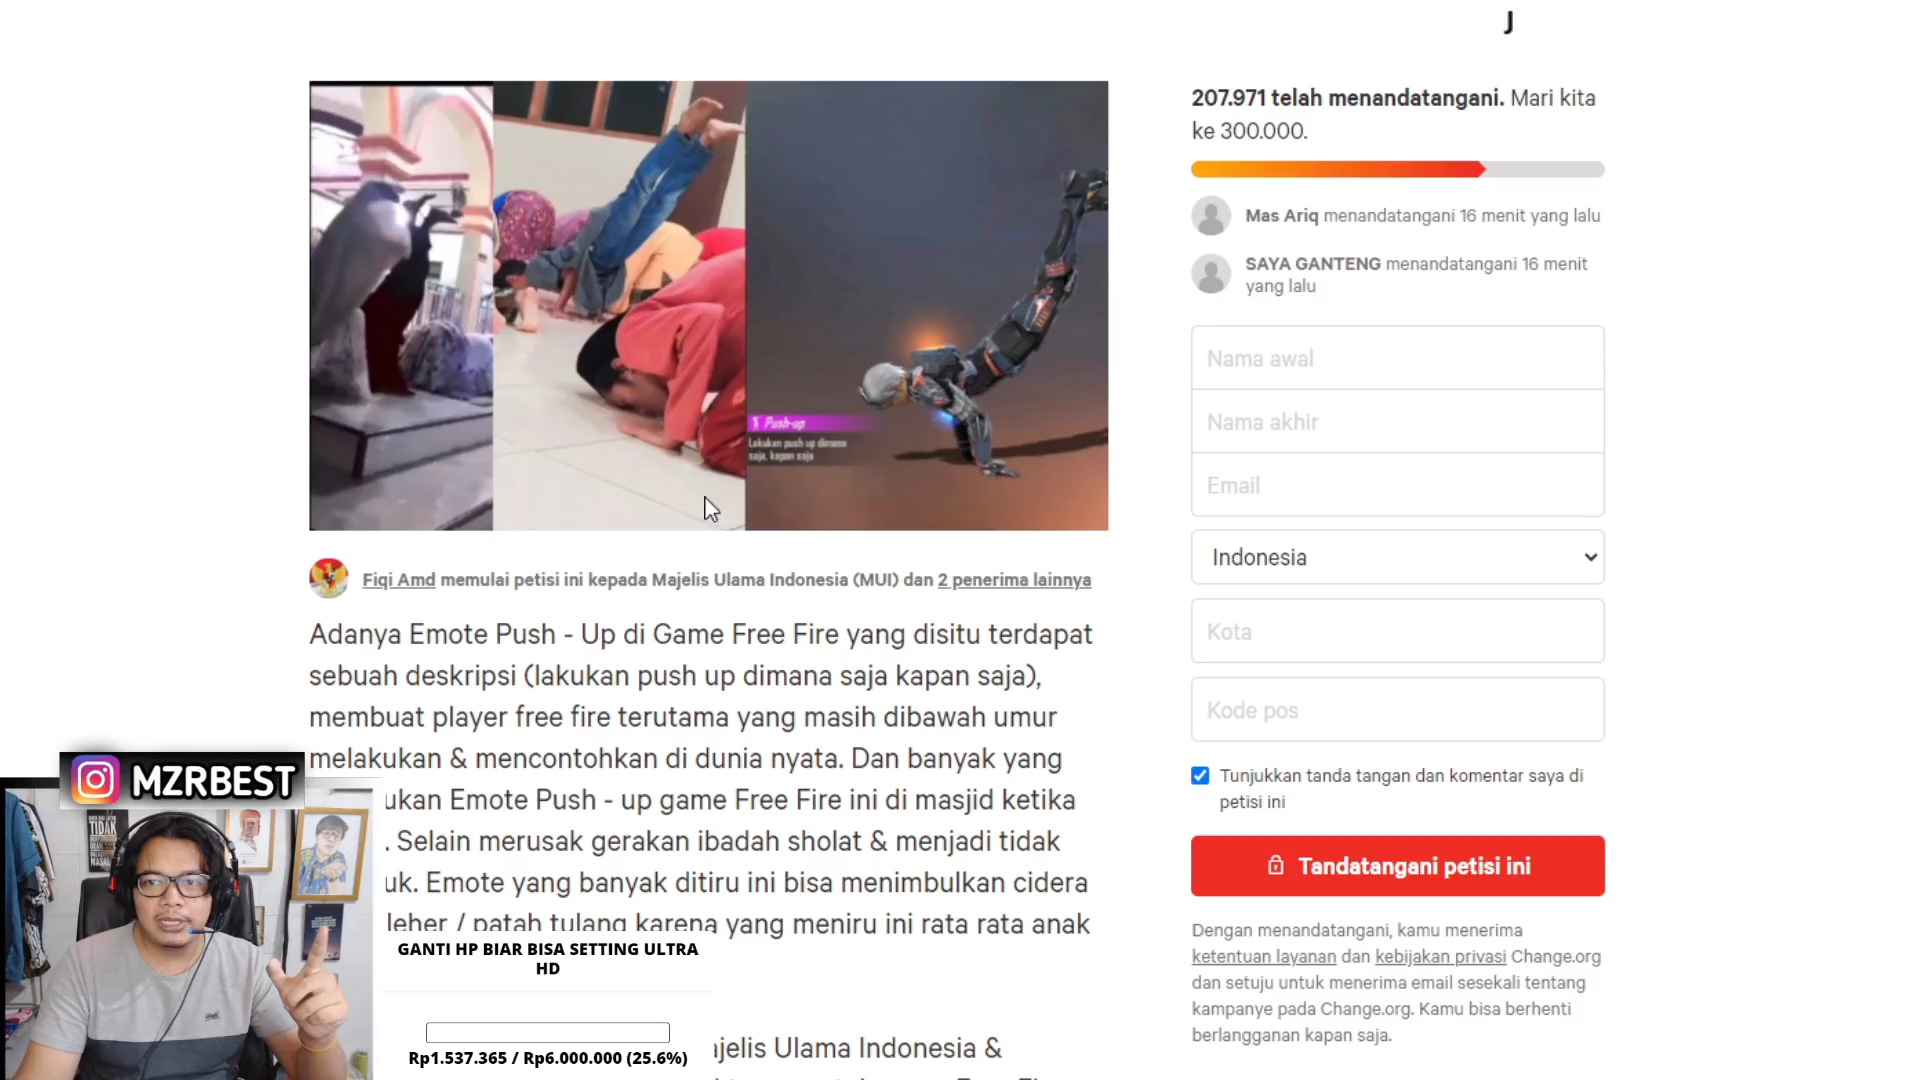 J
207.971 telah menandatangani. Mari kita
ke 300.000.
Mas Ariq menandatangani 16 menit yang lalu
SAYA GANTENG menandatangani 16 menit
yang lalu
Nama awal
Nama akhir
Email
Indonesia
Kota
Kode pos
Tunjukkan tanda tangan dan komentar saya di
petisi ini
Tandatangani petisi ini
Dengan menandatangani, kamu menerima
ketentuan layanan dan kebijakan privasi Change.org
dan setuju untuk menerima email sesekali tentang
kampanye pada Change.org. Kamu bisa berhenti
berlangganan kapan saja.
Push-up
Lakukan push up dimana
saja, kapan saja
Fiqi Amd memulai petisi ini kepada Majelis Ulama Indonesia (MUI) dan 2 penerima lainnya
Adanya Emote Push - Up di Game Free Fire yang disitu terdapat
sebuah deskripsi (lakukan push up dimana saja kapan saja),
membuat player free fire terutama yang masih dibawah umur
melakukan & mencontohkan di dunia nyata. Dan banyak yang
ukan Emote Push - up game Free Fire ini di masjid ketika
. Selain merusak gerakan ibadah sholat & menjadi tidak
uk. Emote yang banyak ditiru ini bisa menimbulkan cidera
leher / patah tulang karena yang meniru ini rata rata anak
ajelis Ulama Indonesia &
MZRBEST
TIDAK
GANTI HP BIAR BISA SETTING ULTRA
HD
Rp1.537.365 / Rp6.000.000 (25.6%)